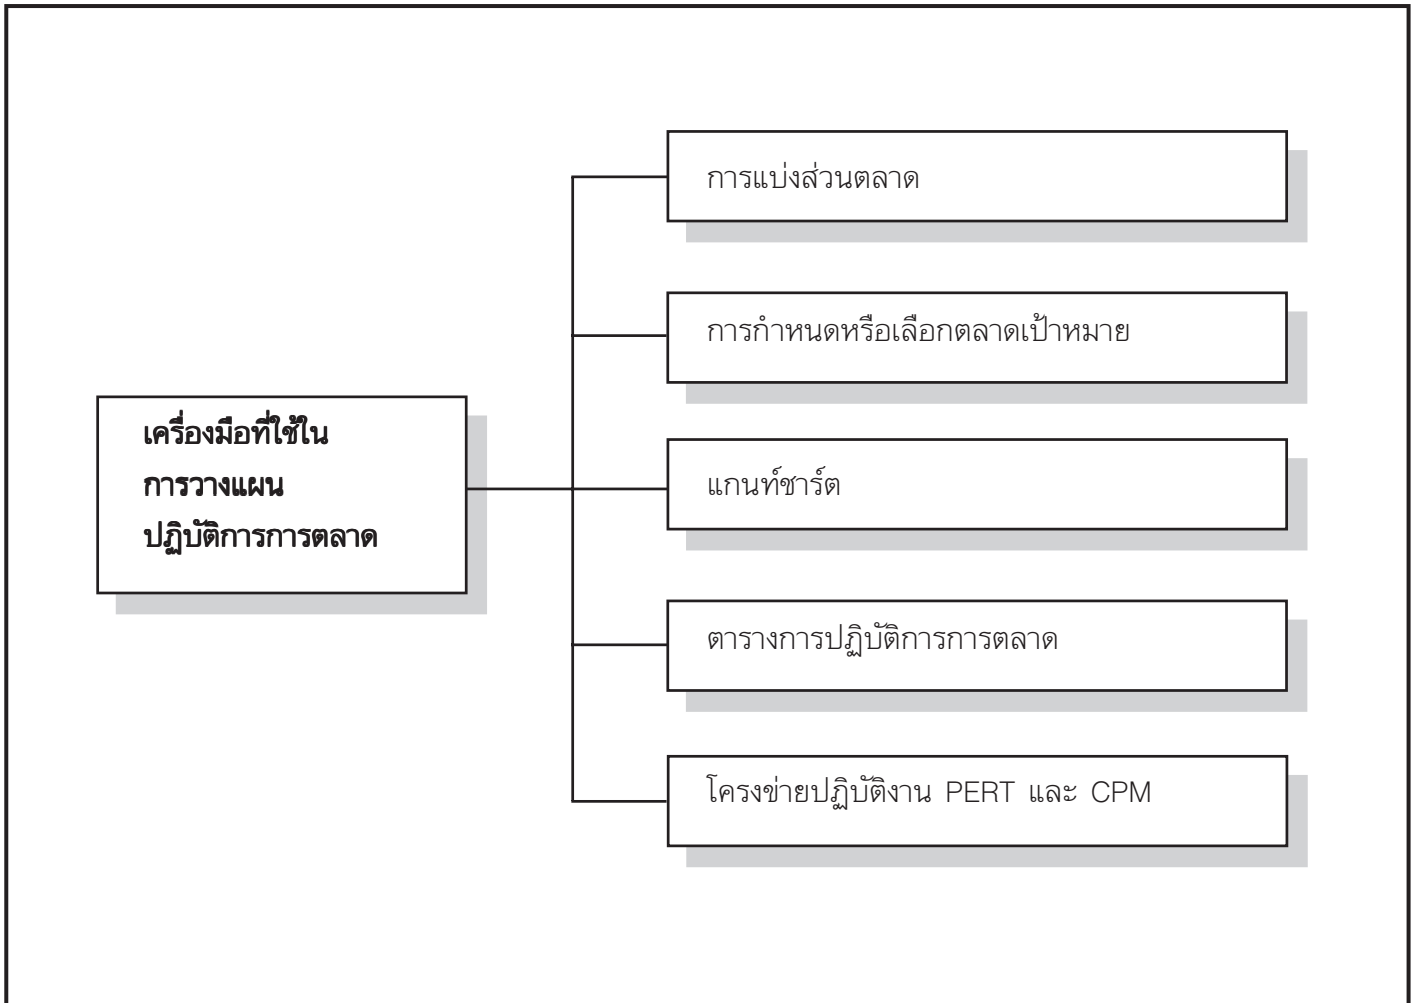 การแบ่งส่วนตลาด
การกำหนดหรือเลือกตลาดเป้าหมาย
เครื่องมือที่ใช้ใน
การวางแผน
ปฏิบัติการการตลาด
แกนท์ชาร์ต
ตารางการปฏิบัติการการตลาด
โครงข่ายปฏิบัติงาน PERT และ CPM